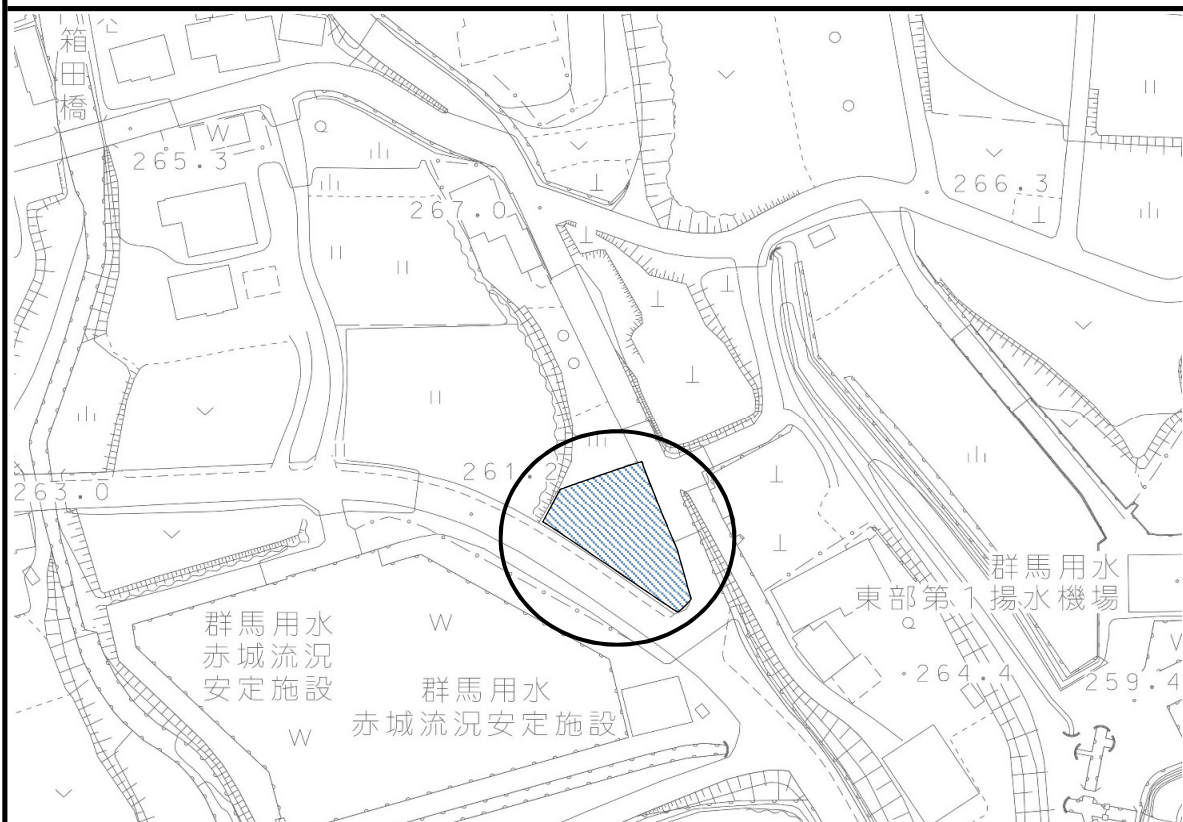 箱田橋
W
265.3
267.0
266.3
263.0
261.2
群馬用水
東部第1揚水機場
群馬用水
赤城流況
安定施設
W
群馬用水
赤城流況安定施設
W
264.4
259.4
W